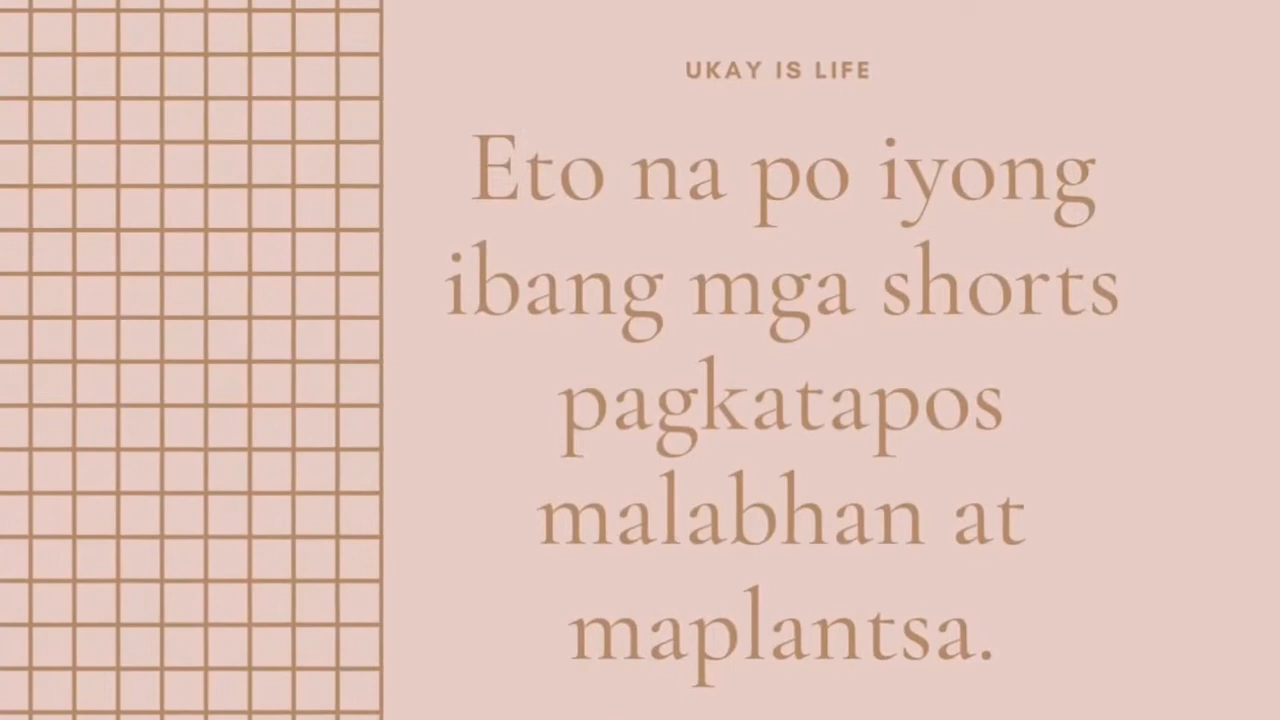 UKAY IS LIFE
Eto na po iyong
ibang mga shorts
pagkatapos
malabhan at
maplantsa.